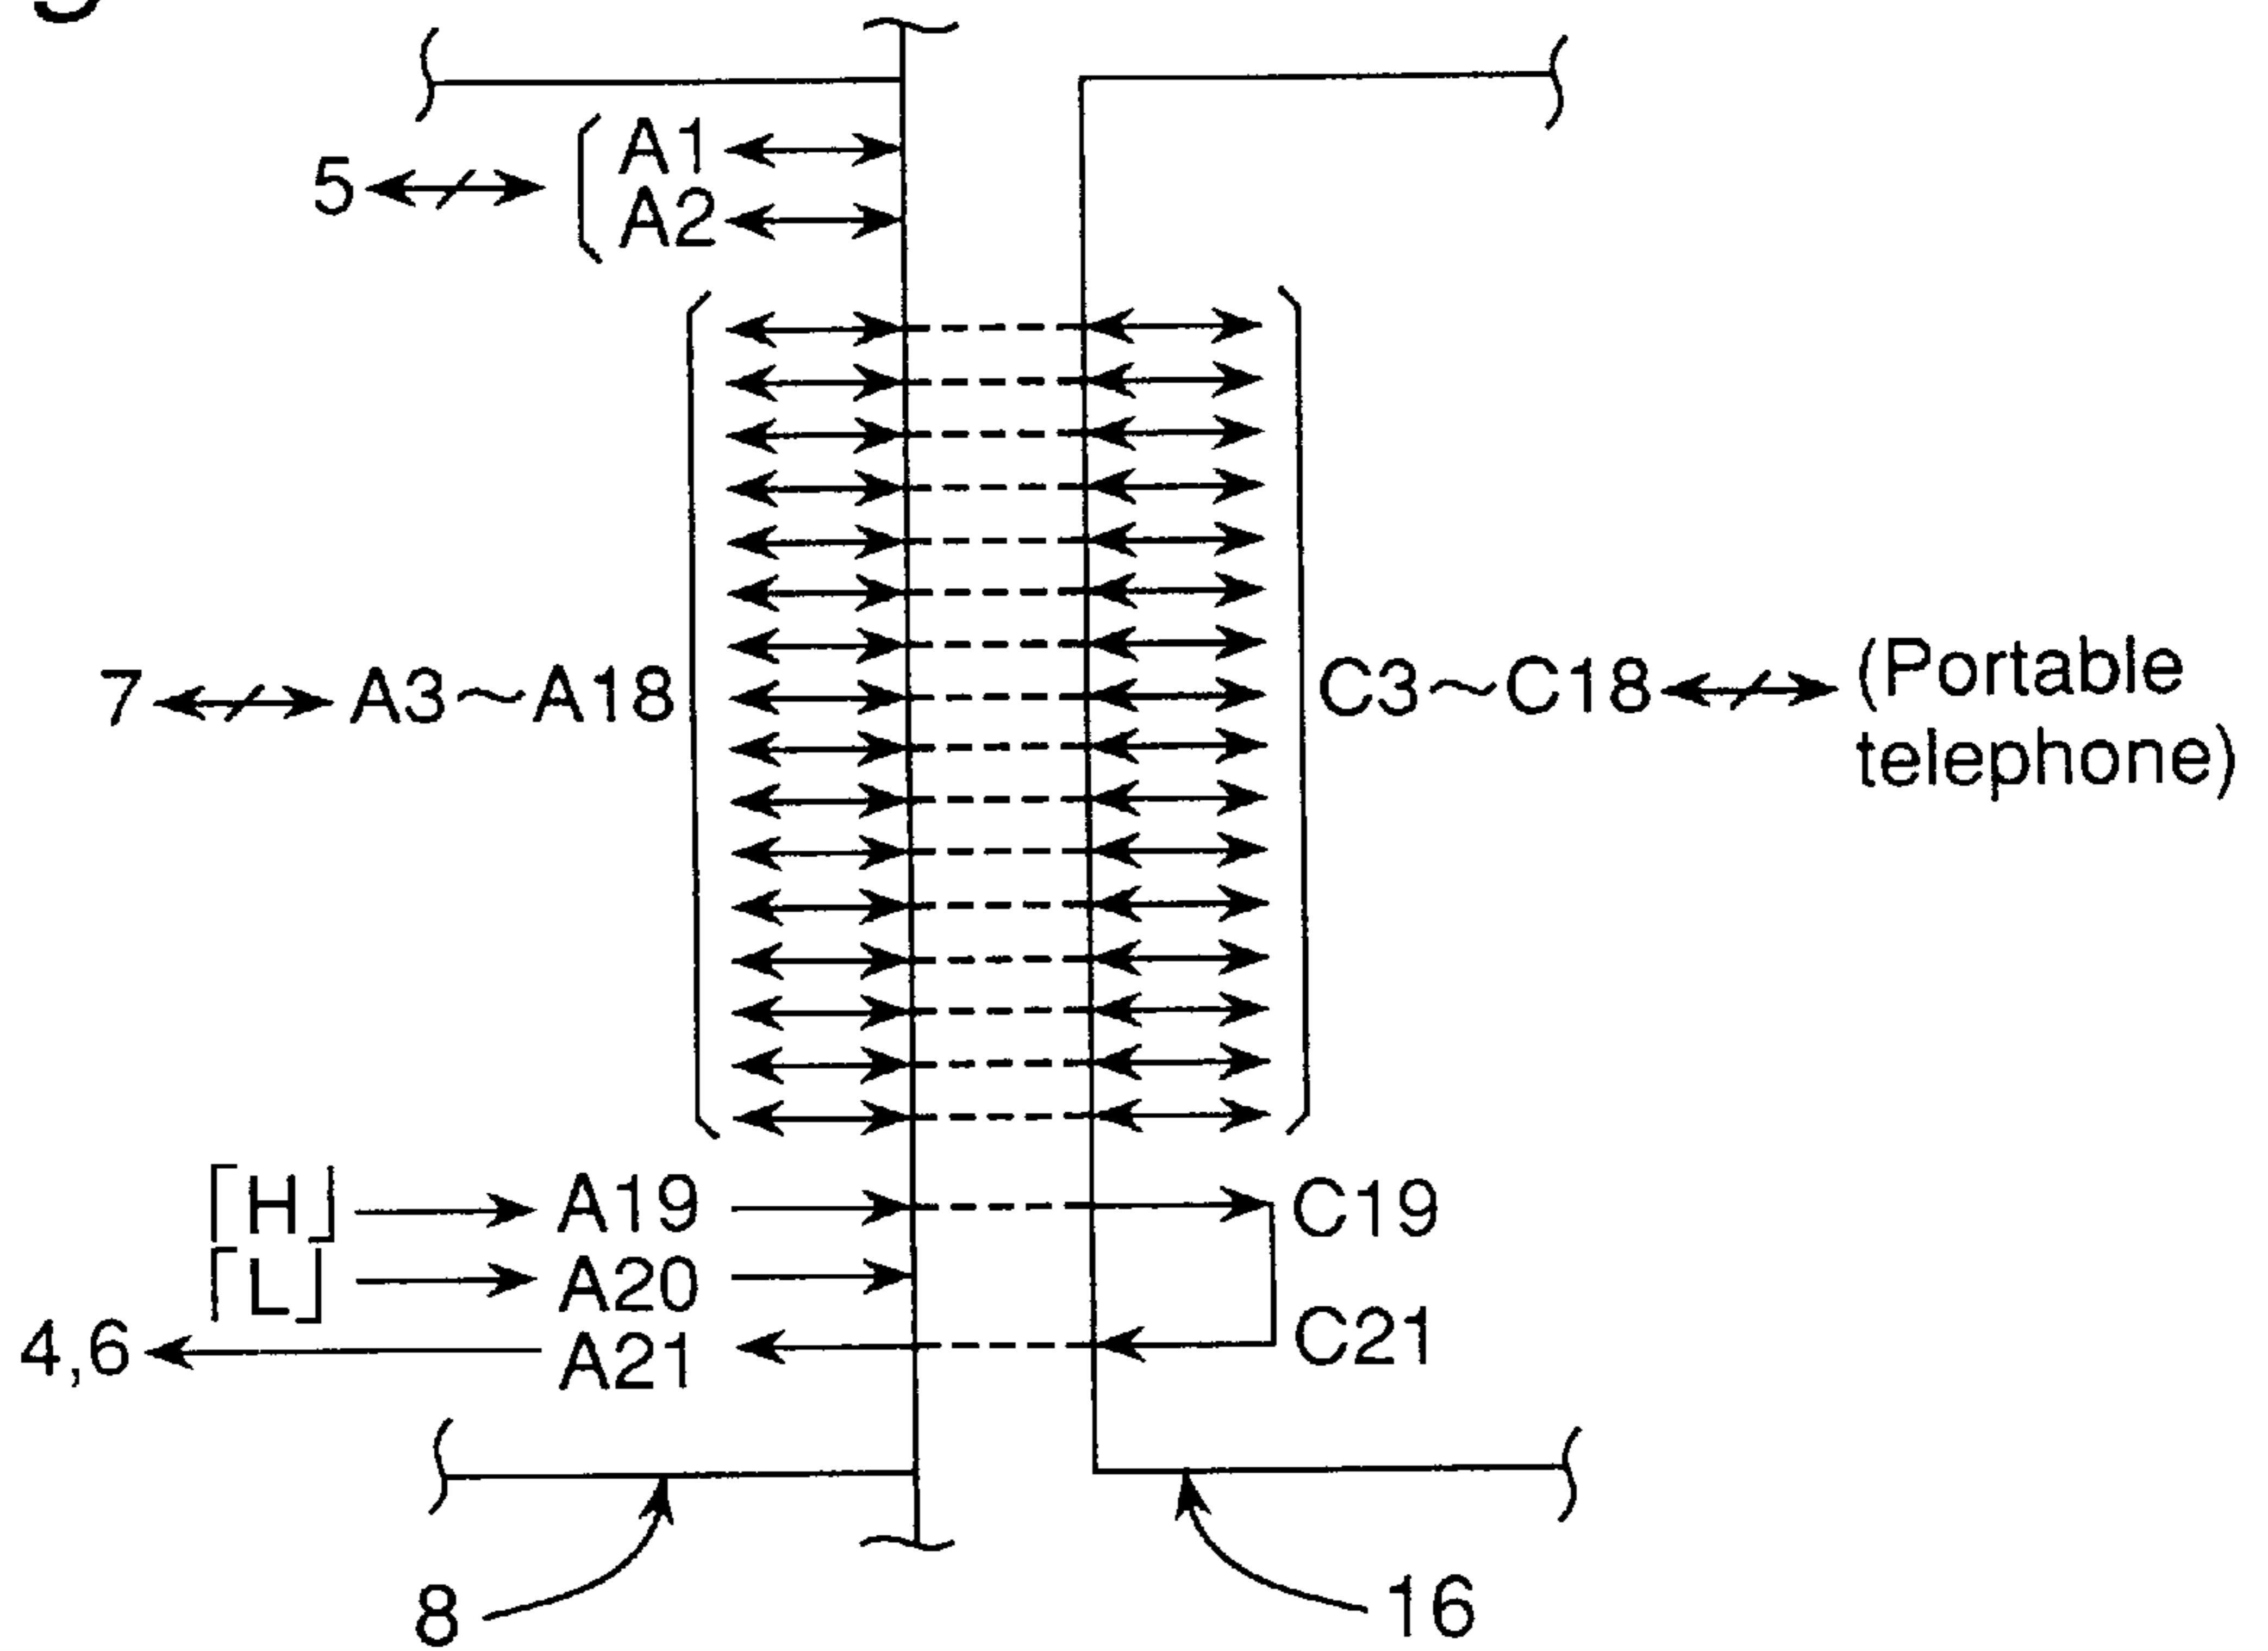 A1
5
A2
7 A3~A18 C3~C18 (Portable
telephone)
「H」 A19 C19
「L」 A20
4,6 A21 C21
8 16